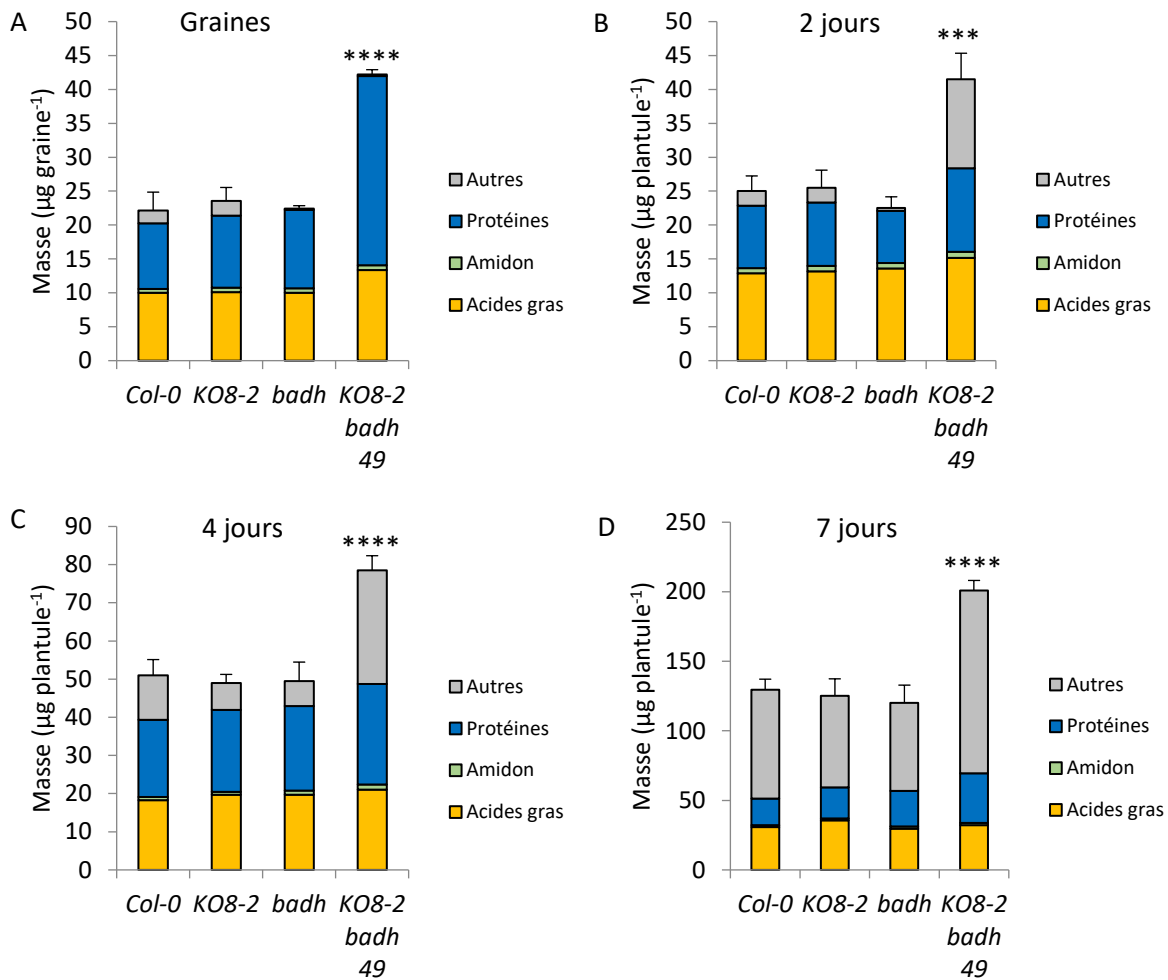 A
Graines
50
45
40
35
30
25
20
15
10
5
0
Masse (µg graine⁻¹)
****
Autres
Protéines
Amidon
Acides gras
Col-0 KO8-2 badh KO8-2
badh
49
B
2 jours
50
45
40
35
30
25
20
15
10
5
0
Masse (µg plantule⁻¹)
***
Autres
Protéines
Amidon
Acides gras
Col-0 KO8-2 badh KO8-2
badh
49
C
4 jours
90
80
70
60
50
40
30
20
10
0
Masse (µg plantule⁻¹)
****
Autres
Protéines
Amidon
Acides gras
Col-0 KO8-2 badh KO8-2
badh
49
D
7 jours
250
200
150
100
50
0
Masse (µg plantule⁻¹)
****
Autres
Protéines
Amidon
Acides gras
Col-0 KO8-2 badh KO8-2
badh
49